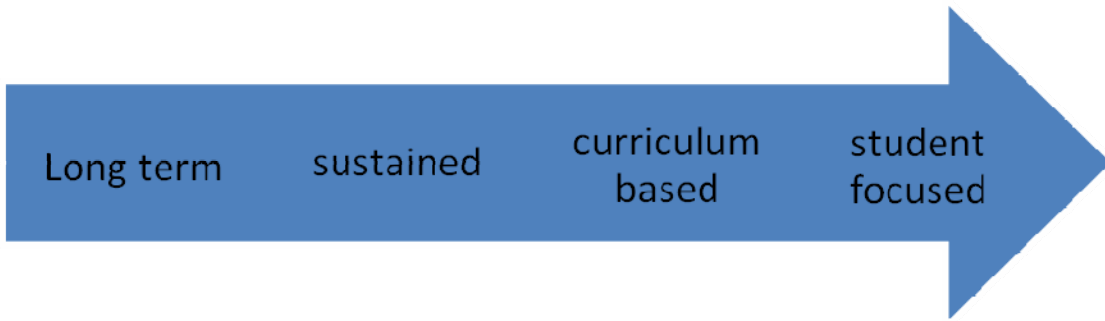 Long term
sustained
curriculum
based
student
focused